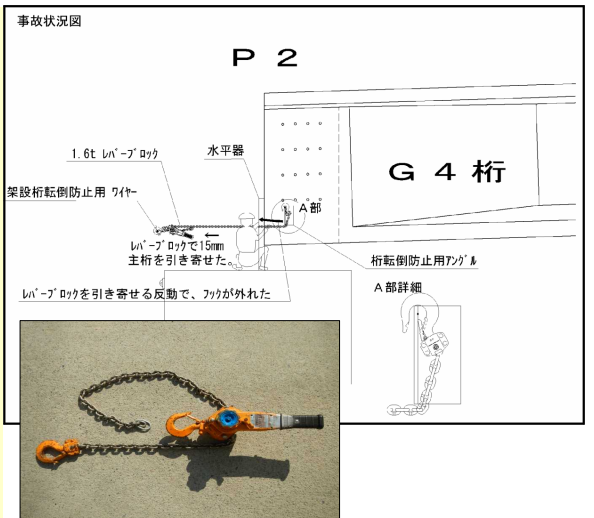 事故状況図
P 2
1.6t ﾚﾊﾞｰﾌﾞﾛｯｸ
水平器
架設桁転倒防止用 ﾜｲﾔｰ
G 4 桁
A部
ﾚﾊﾞｰﾌﾞﾛｯｸで15mm
主桁を引き寄せた。
桁転倒防止用ｱﾝｸﾞﾙ
ﾚﾊﾞｰﾌﾞﾛｯｸを引き寄せる反動で、ﾌｯｸが外れた
A部詳細